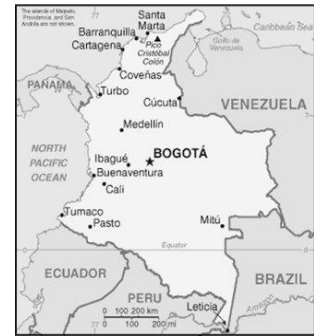 The islands of Malpelo,
Providencia, and San
Andrés are not shown.
77
Santa
Marta
Caribbean Sea
Barranquilla
Cartagena
Pico
Cristóbal
Colón
Golfo de
Venezuela
Coveñas
PANAMA
Turbo
Cúcuta
VENEZUELA
Medellín
NORTH
PACIFIC
OCEAN
BOGOTÁ
Ibagué
Buenaventura
Cali
Tumaco
Pasto
Mitú
Equator
ECUADOR
BRAZIL
PERU
Leticia
Amazon
0 100 200 km
0 100 200 mi
77